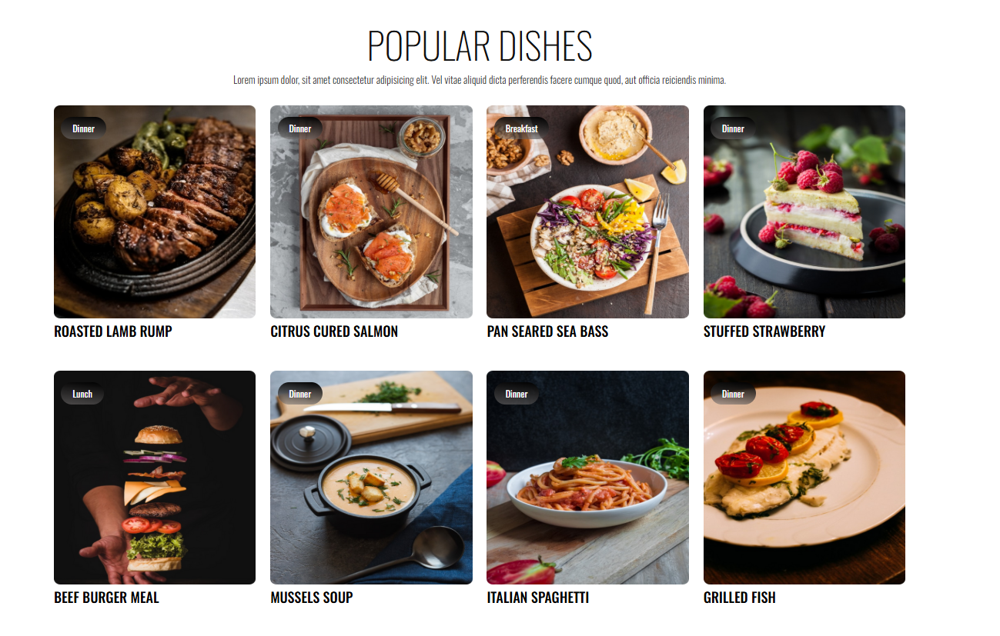 POPULAR DISHES
Lorem ipsum dolor, sit amet consectetur adipisicing elit. Vel vitae aliquid dicta perferendis facere cumque quod, aut officia reiciendis minima.
Dinner
Dinner
Breakfast
Dinner
ROASTED LAMB RUMP
CITRUS CURED SALMON
PAN SEARED SEA BASS
STUFFED STRAWBERRY
Lunch
Dinner
Dinner
Dinner
BEEF BURGER MEAL
MUSSELS SOUP
ITALIAN SPAGHETTI
GRILLED FISH